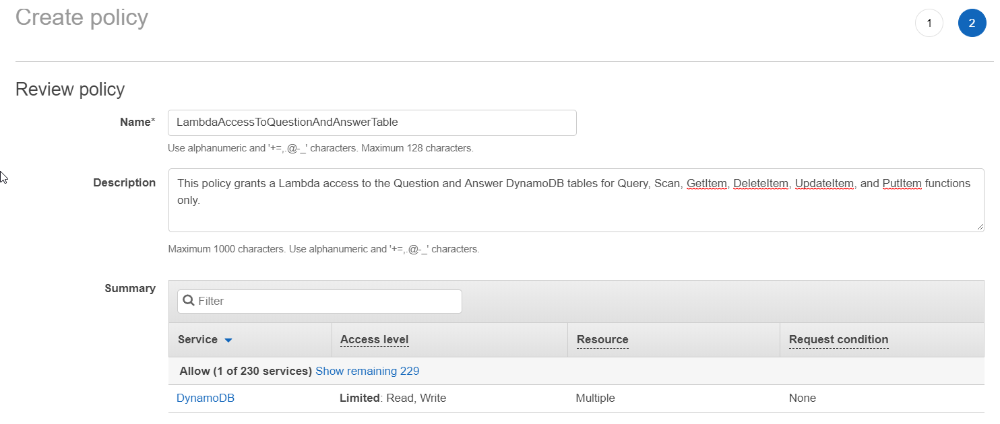 Create policy
1
2
Review policy
Name*
LambdaAccessToQuestionAndAnswerTable
Use alphanumeric and '+=,.@-_' characters. Maximum 128 characters.
Description
This policy grants a Lambda access to the Question and Answer DynamoDB tables for Query, Scan, GetItem, DeleteItem, UpdateItem, and PutItem functions
only.
Maximum 1000 characters. Use alphanumeric and '+=,.@-_' characters.
Summary
Filter
Service Access level Resource Request condition
Allow (1 of 230 services) Show remaining 229
DynamoDB Limited: Read, Write Multiple None